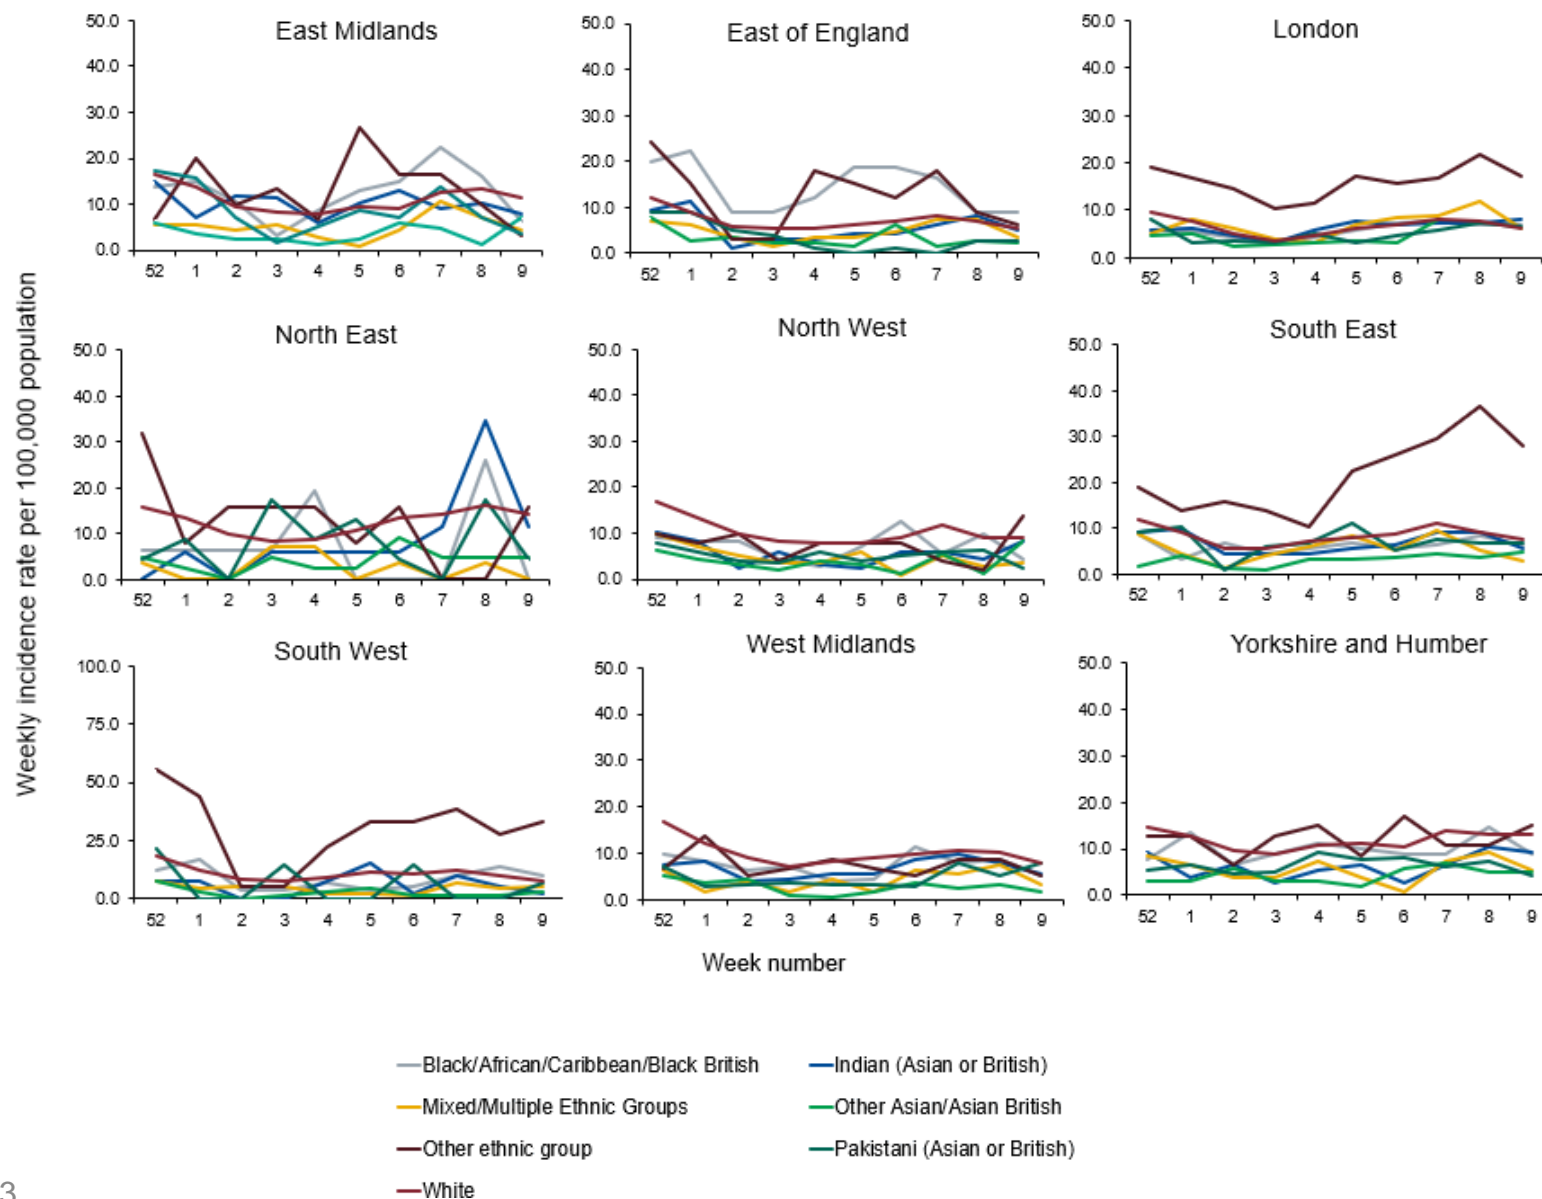 East Midlands
50.0
40.0
30.0
20.0
10.0
0.0
52 1 2 3 4 5 6 7 8 9
East of England
50.0
40.0
30.0
20.0
10.0
0.0
52 1 2 3 4 5 6 7 8 9
London
50.0
40.0
30.0
20.0
10.0
0.0
52 1 2 3 4 5 6 7 8 9
Weekly incidence rate per 100,000 population
North East
50.0
40.0
30.0
20.0
10.0
0.0
52 1 2 3 4 5 6 7 8 9
North West
50.0
40.0
30.0
20.0
10.0
0.0
52 1 2 3 4 5 6 7 8 9
South East
50.0
40.0
30.0
20.0
10.0
0.0
52 1 2 3 4 5 6 7 8 9
South West
100.0
75.0
50.0
25.0
0.0
52 1 2 3 4 5 6 7 8 9
West Midlands
50.0
40.0
30.0
20.0
10.0
0.0
52 1 2 3 4 5 6 7 8 9
Yorkshire and Humber
50.0
40.0
30.0
20.0
10.0
0.0
52 1 2 3 4 5 6 7 8 9
Week number
Black/African/Caribbean/Black British
Indian (Asian or British)
Mixed/Multiple Ethnic Groups
Other Asian/Asian British
Other ethnic group
Pakistani (Asian or British)
White
3